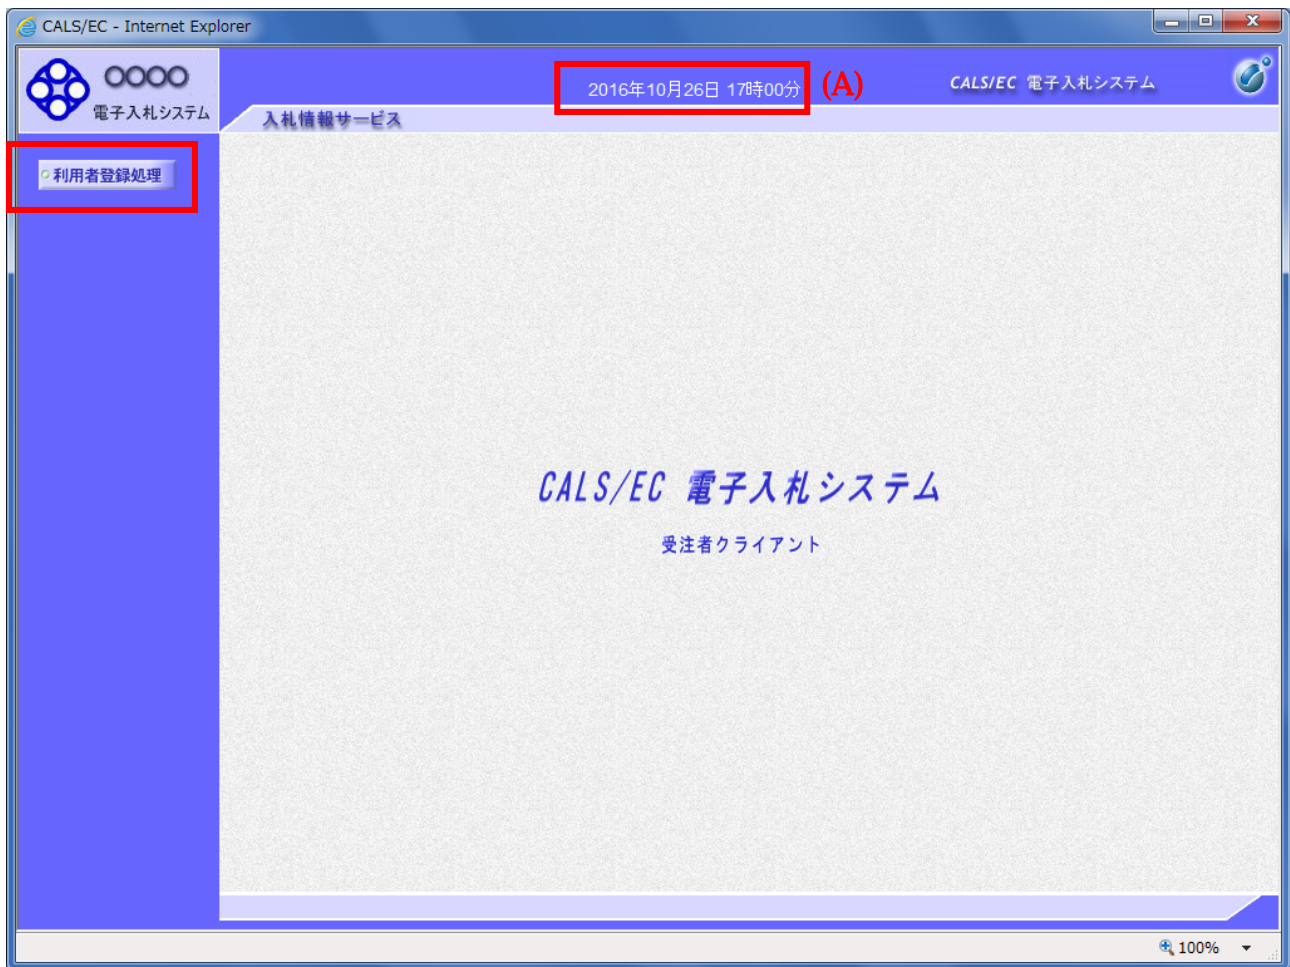 CALS/EC - Internet Explorer
○○○○
電子入札システム
2016年10月26日 17時00分
(A)
CALS/EC 電子入札システム
入札情報サービス
利用者登録処理
CALS/EC 電子入札システム
受注者クライアント
100%